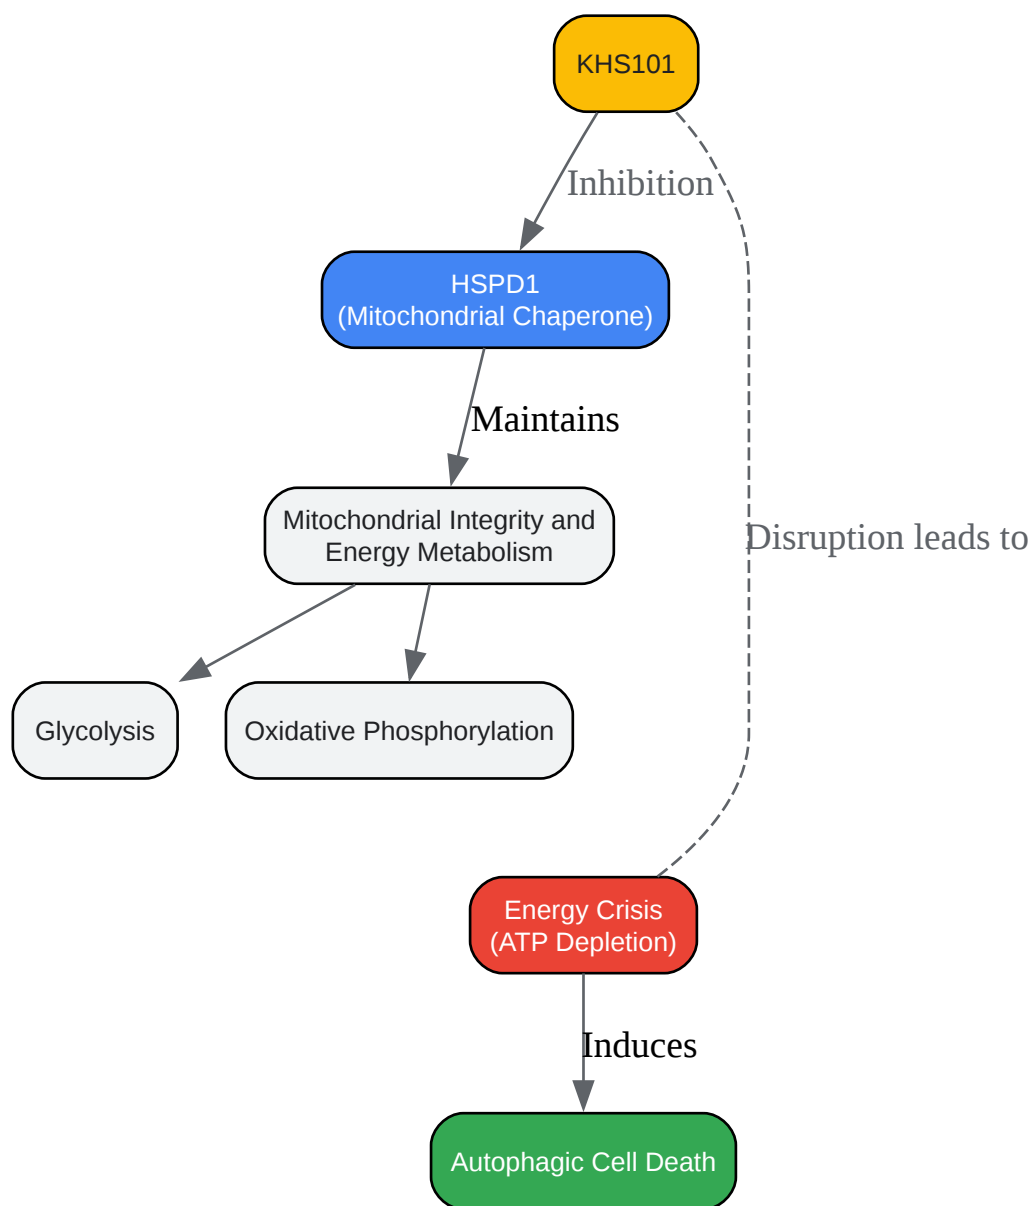 KHS101
Inhibition
HSPD1
(Mitochondrial Chaperone)
Maintains
Mitochondrial Integrity and
Energy Metabolism
Disruption leads to
Glycolysis
Oxidative Phosphorylation
Energy Crisis
(ATP Depletion)
Induces
Autophagic Cell Death